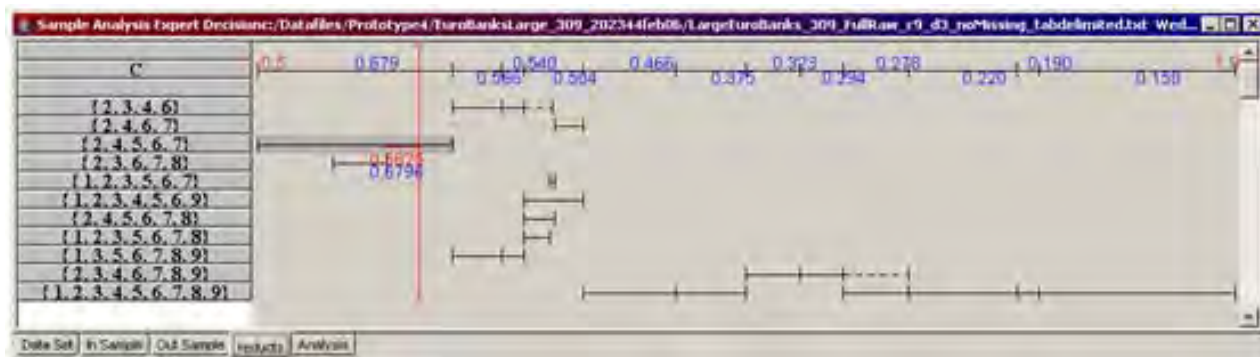 Sample Analysis Expert Decisionc:/Datafiles/Prototype4/EuroBanksLarge_309_202344feb06/LargeEuroBanks_309_FullRaw_r9_d3_noMissing_tabdelimited.txt Wed...
C 0.5 0.679 0.540 0.466 0.323 0.278 0.190
0.504 0.375 0.294 0.220 0.150
{2, 3, 4, 6}
{2, 4, 6, 7}
{2, 4, 5, 6, 7}
{2, 3, 6, 7, 8} 0.6625
0.6796
{1, 2, 3, 5, 6, 7}
{1, 2, 3, 4, 5, 6, 9}
{2, 4, 5, 6, 7, 8}
{1, 2, 3, 5, 6, 7, 8}
{1, 3, 5, 6, 7, 8, 9}
{2, 3, 4, 6, 7, 8, 9}
{1, 2, 3, 4, 5, 6, 7, 8, 9}
Data Set In Sample Out Sample reducts Analysis